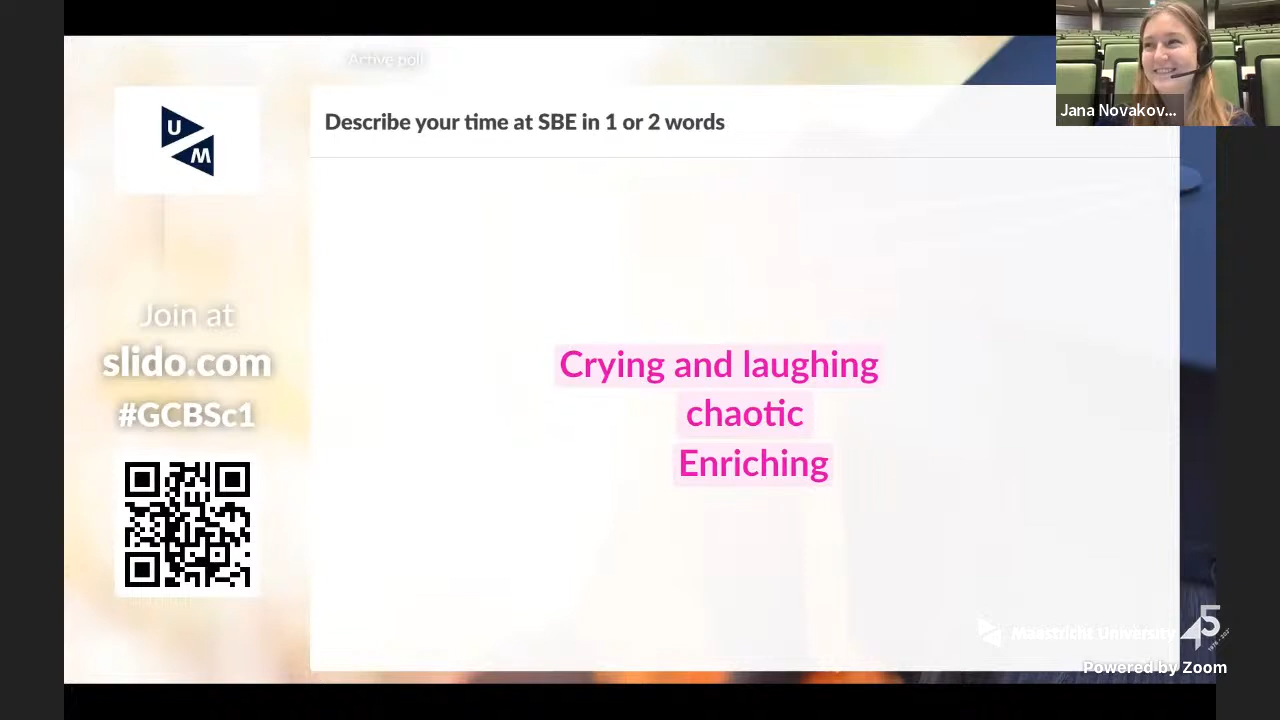 Active poll
U
M
Describe your time at SBE in 1 or 2 words
Jana Novakov...
Join at
slido.com
#GCBSc1
Crying and laughing
chaotic
Enriching
Maastricht University
45
Powered by Zoom